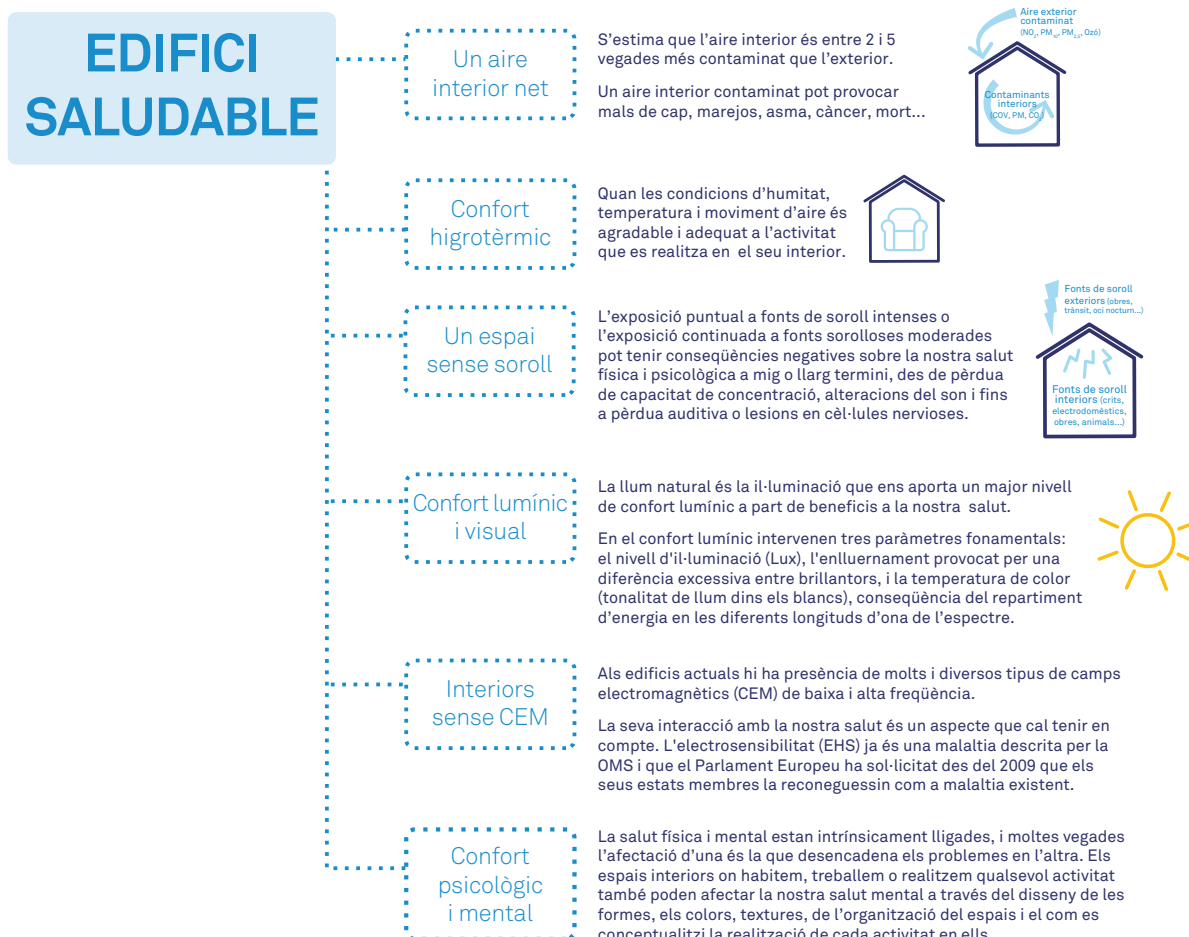 EDIFICI
SALUDABLE
Un aire
interior net
S’estima que l’aire interior és entre 2 i 5
vegades més contaminat que l’exterior.
Un aire interior contaminat pot provocar
mals de cap, marejos, asma, càncer, mort...
Aire exterior
contaminat
(NO₂, PM₁₀, PM₂,₅, Ozó)
Contaminants
interiors
(COV, PM, CO₂)
Confort
higrotèrmic
Quan les condicions d’humitat,
temperatura i moviment d’aire és
agradable i adequat a l’activitat
que es realitza en el seu interior.
Un espai
sense soroll
L’exposició puntual a fonts de soroll intenses o
l’exposició continuada a fonts sorolloses moderades
pot tenir conseqüències negatives sobre la nostra salut
física i psicològica a mig o llarg termini, des de pèrdua
de capacitat de concentració, alteracions del son i fins
a pèrdua auditiva o lesions en cèl·lules nervioses.
Fonts de soroll
exteriors (obres,
trànsit, oci nocturn...)
Fonts de soroll
interiors (crits,
electrodomèstics,
obres, animals...)
Confort lumínic
i visual
La llum natural és la il·luminació que ens aporta un major nivell
de confort lumínic a part de beneficis a la nostra salut.
En el confort lumínic intervenen tres paràmetres fonamentals:
el nivell d'il·luminació (Lux), l'enlluernament provocat per una
diferència excessiva entre brillantors, i la temperatura de color
(tonalitat de llum dins els blancs), conseqüència del repartiment
d’energia en les diferents longituds d’ona de l’espectre.
Interiors
sense CEM
Als edificis actuals hi ha presència de molts i diversos tipus de camps
electromagnètics (CEM) de baixa i alta freqüència.
La seva interacció amb la nostra salut és un aspecte que cal tenir en
compte. L'electrosensibilitat (EHS) ja és una malaltia descrita per la
OMS i que el Parlament Europeu ha sol·licitat des del 2009 que els
seus estats membres la reconeguessin com a malaltia existent.
Confort
psicològic
i mental
La salut física i mental estan intrínsicament lligades, i moltes vegades
l’afectació d’una és la que desencadena els problemes en l’altra. Els
espais interiors on habitem, treballem o realitzem qualsevol activitat
també poden afectar la nostra salut mental a través del disseny de les
formes, els colors, textures, de l’organització del espais i el com es
conceptualitzi la realització de cada activitat en ells